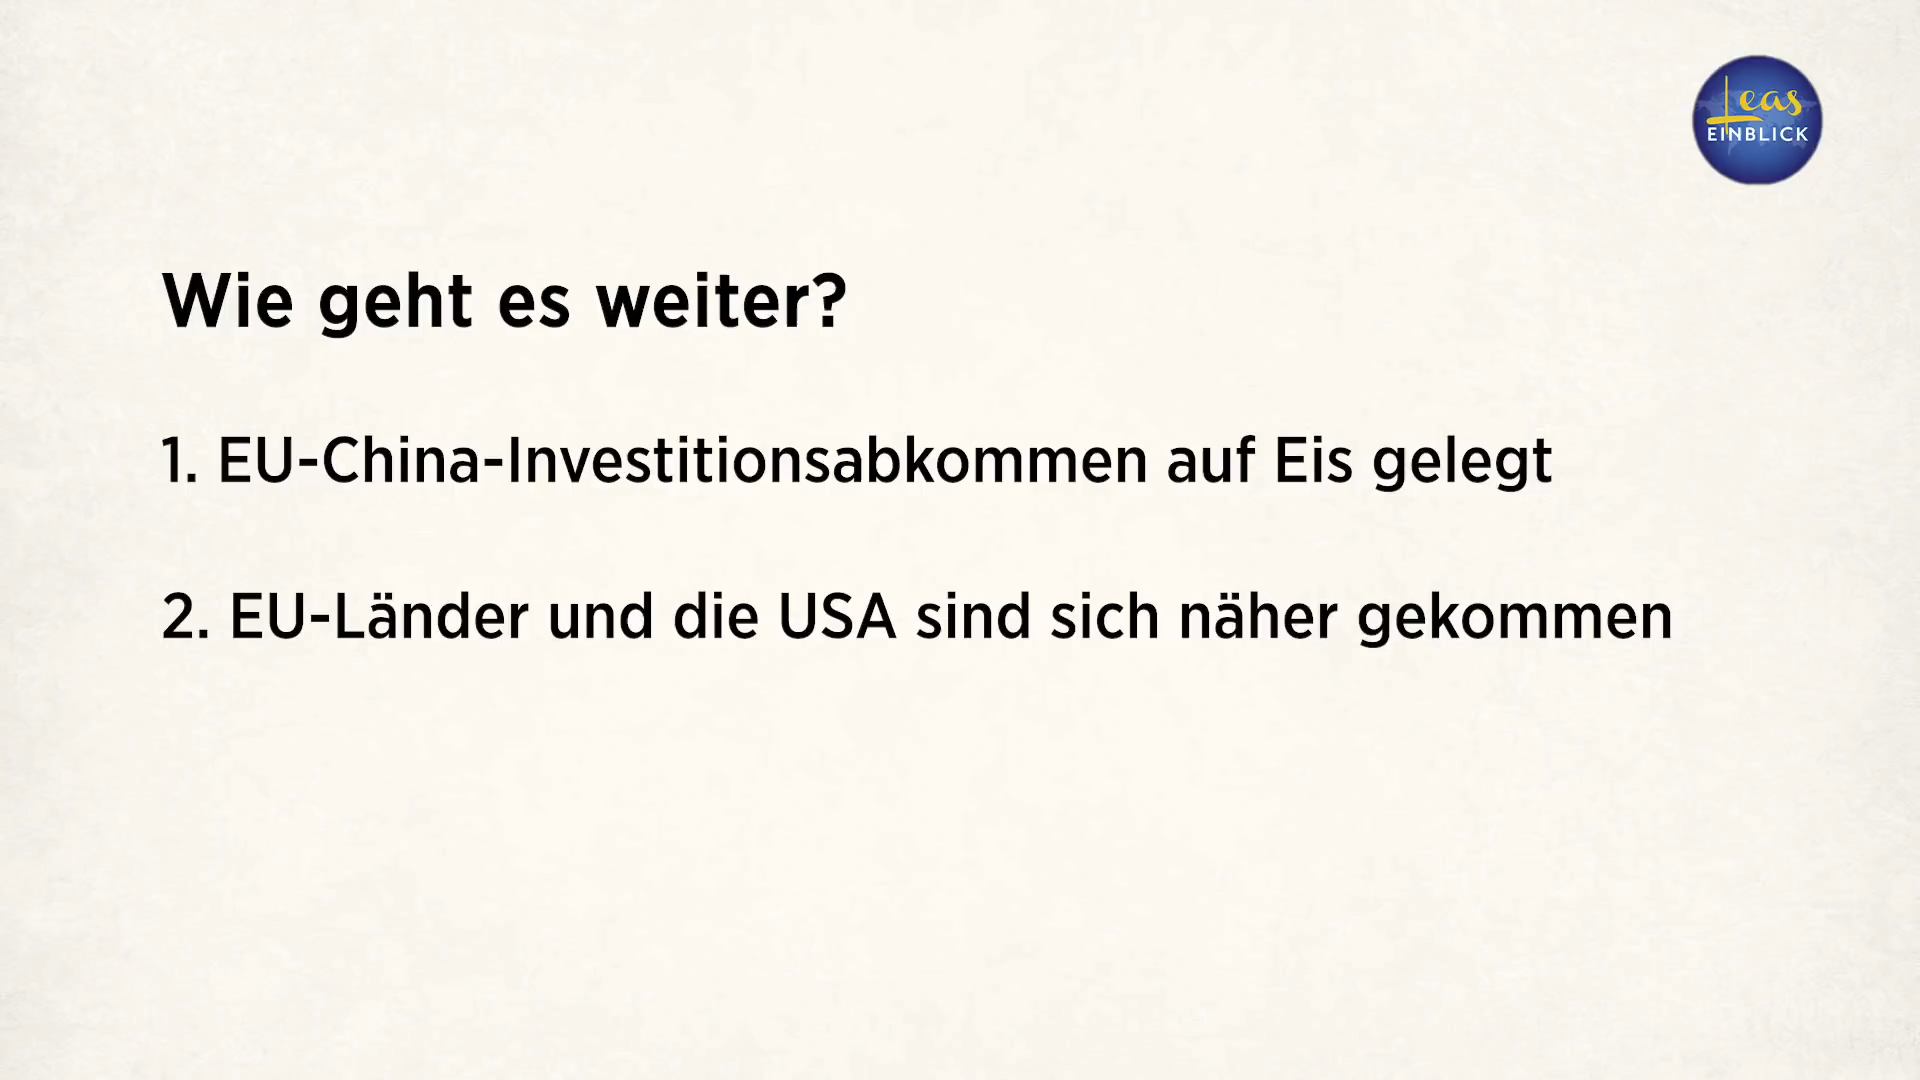 Leas
EINBLICK
Wie geht es weiter?
1. EU-China-Investitionsabkommen auf Eis gelegt
2. EU-Länder und die USA sind sich näher gekommen